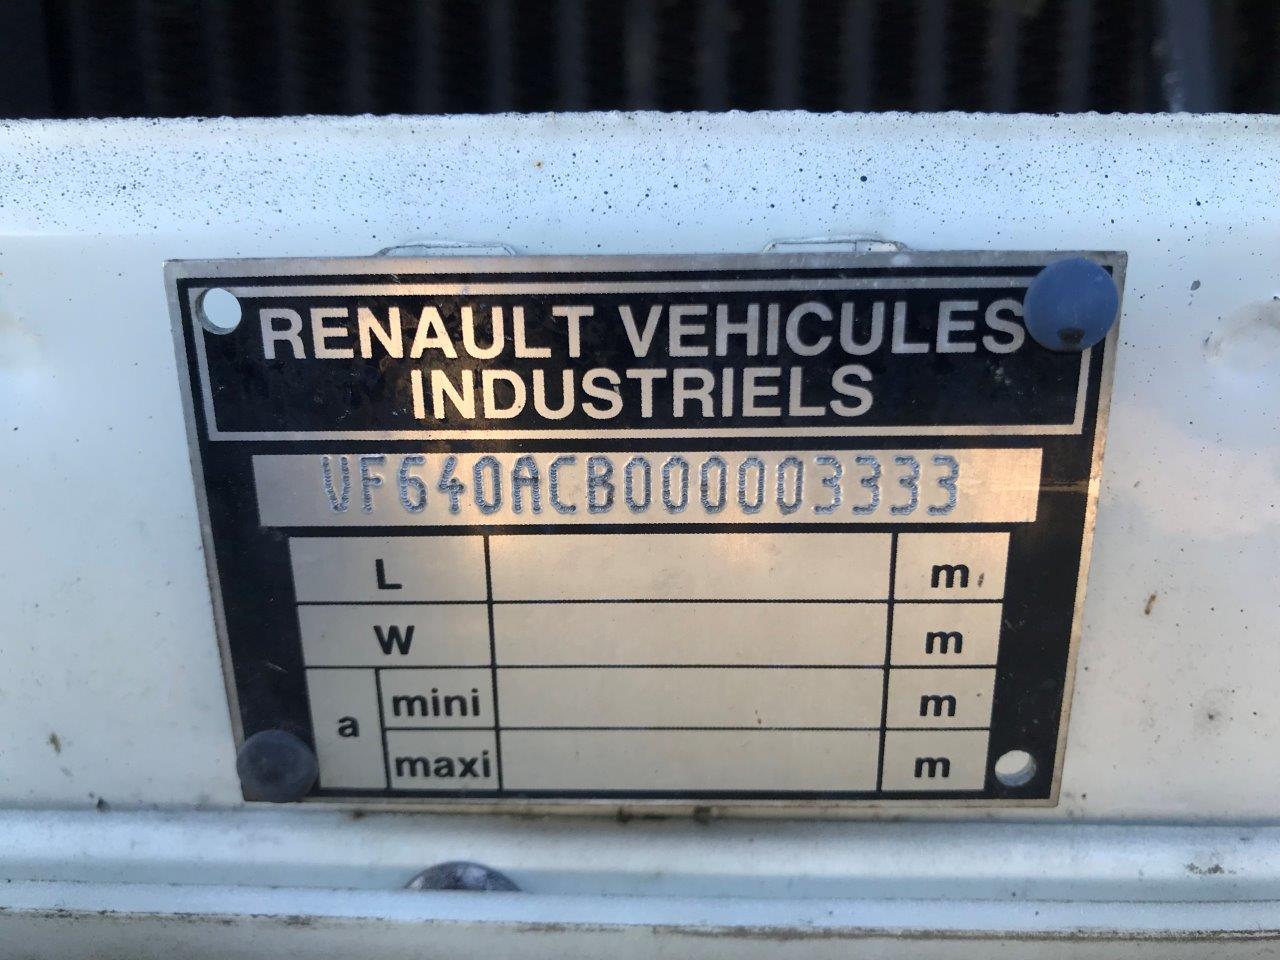 RENAULT VEHICULES
INDUSTRIELS
VF640ACB000003333
L m
W m
a mini m
maxi m